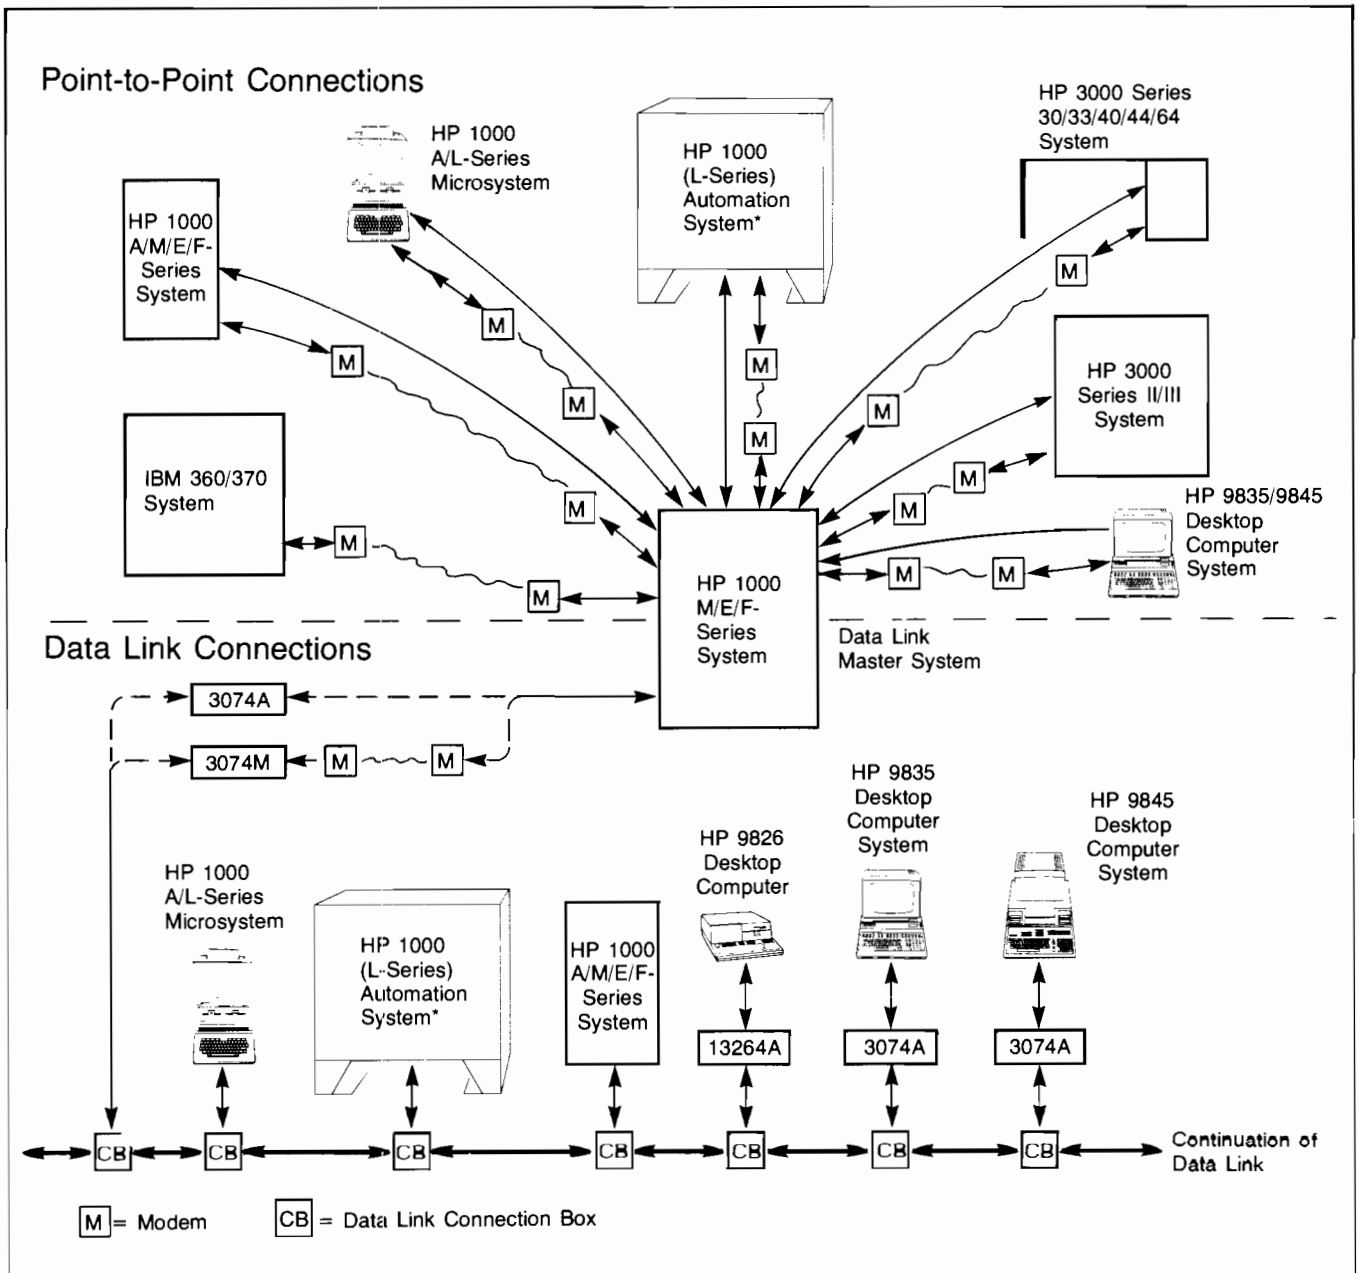 Point-to-Point Connections
HP 1000
A/L-Series
Microsystem
HP 1000
(L-Series)
Automation
System*
HP 3000 Series
30/33/40/44/64
System
HP 1000
A/M/E/F-
Series
System
M
M
M
M
M
M
M
M
HP 3000
Series II/III
System
IBM 360/370
System
M
M
M
M
M
M
HP 9835/9845
Desktop
Computer
System
HP 1000
M/E/F-
Series
System
Data Link
Master System
Data Link Connections
3074A
3074M
M
M
HP 1000
A/L-Series
Microsystem
HP 1000
(L-Series)
Automation
System*
HP 1000
A/M/E/F-
Series
System
HP 9826
Desktop
Computer
HP 9835
Desktop
Computer
System
HP 9845
Desktop
Computer
System
13264A
3074A
3074A
CB
CB
CB
CB
CB
CB
CB
Continuation of
Data Link
M = Modem
CB = Data Link Connection Box